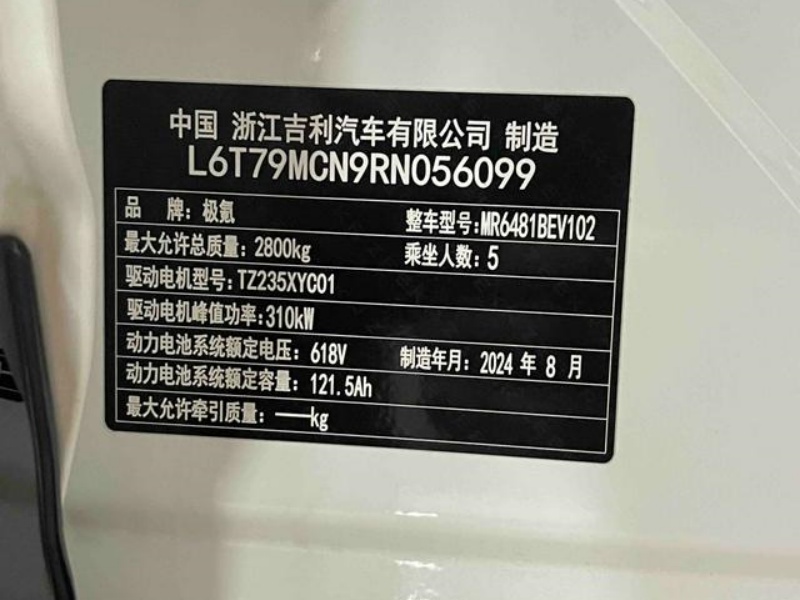 中国 浙江吉利汽车有限公司 制造
L6T79MCN9RN056099
品 牌:极氪 整车型号:MR6481BEV102
最大允许总质量:2800kg 乘坐人数:5
驱动电机型号:TZ235XYC01
驱动电机峰值功率:310kW
动力电池系统额定电压:618V 制造年月:2024 年 8 月
动力电池系统额定容量:121.5Ah
最大允许牵引质量:——kg